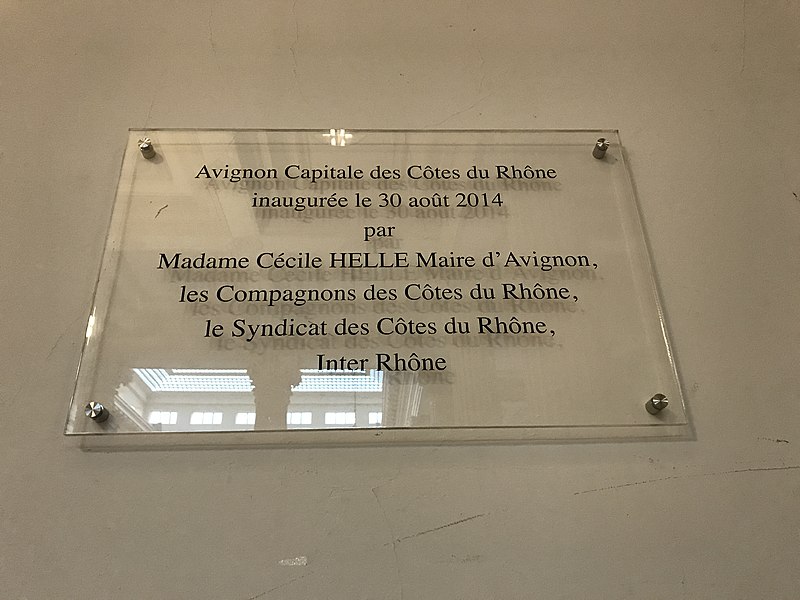 Avignon Capitale des Côtes du Rhône
inaugurée le 30 août 2014
par
Madame Cécile HELLE Maire d'Avignon,
les Compagnons des Côtes du Rhône,
le Syndicat des Côtes du Rhône,
Inter Rhône